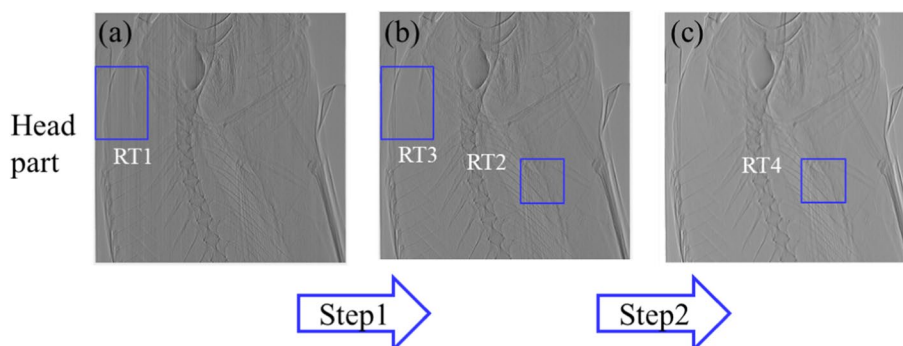 (a)
(b)
(c)
Head
part
RT1
RT3
RT2
RT4
Step1
Step2